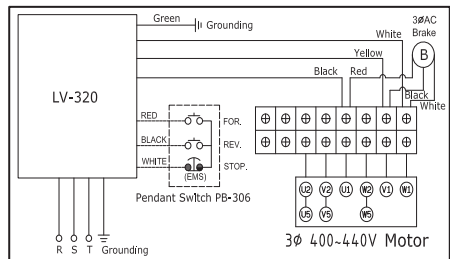 Green
Grounding
3øAC
Brake
White
Yellow
B
Black
Red
LV-320
Black
White
RED
FOR.
BLACK
REV.
WHITE
STOP.
(EMS)
Pendant Switch PB-306
U2
V2
U1
W2
V1
W1
U5
V5
W5
3ø 400~440V Motor
R
S
T
Grounding